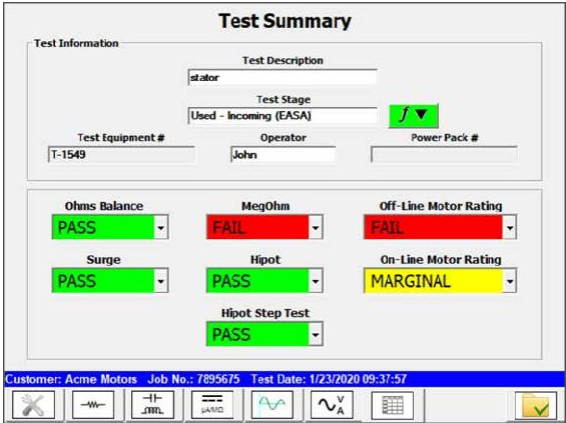 Test Summary
Test Information
Test Description
stator
Test Stage
Used - Incoming (EASA)
f ▼
Test Equipment # Operator Power Pack #
T-1549 John
Ohms Balance MegOhm Off-Line Motor Rating
PASS FAIL FAIL
Surge Hipot On-Line Motor Rating
PASS PASS MARGINAL
Hipot Step Test
PASS
Customer: Acme Motors Job No.: 7895675 Test Date: 1/23/2020 09:37:57
µA/MΩ V
A